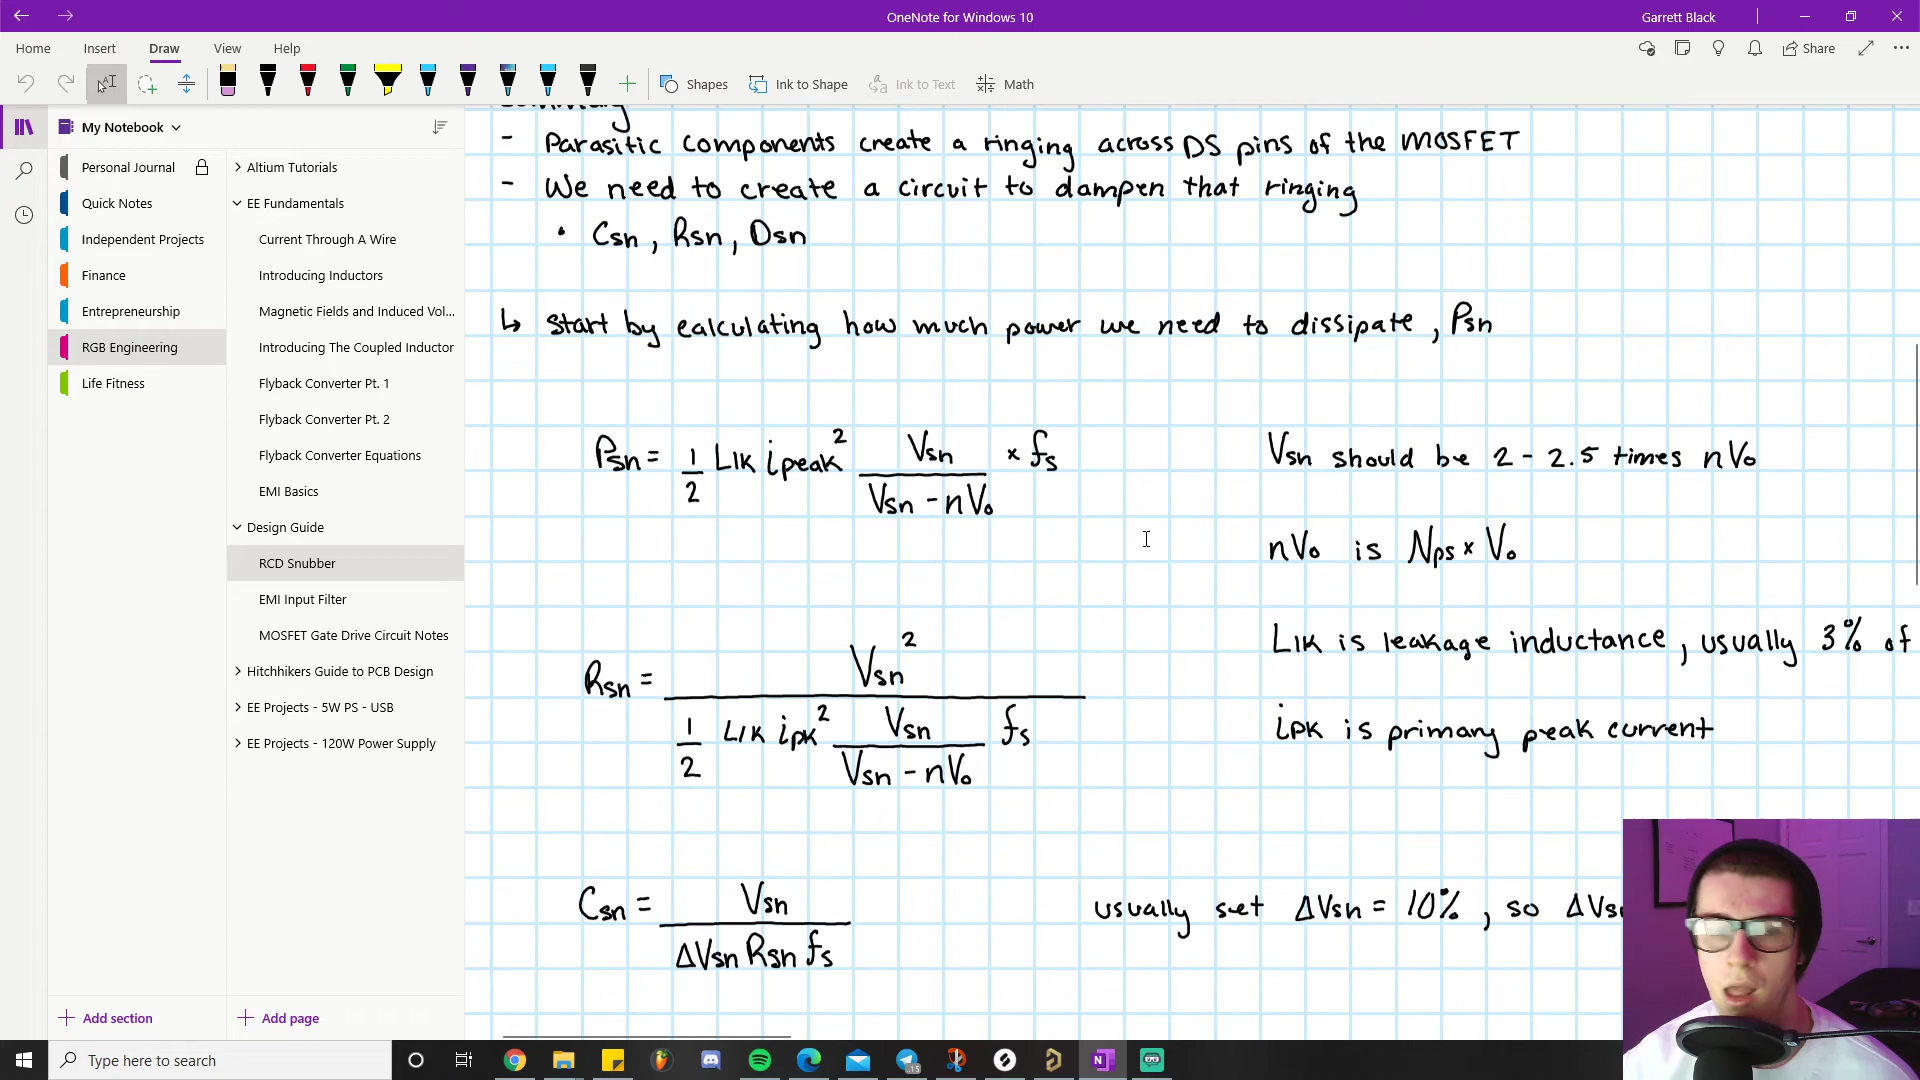 OneNote for Windows 10
Garrett Black
Home Insert Draw View Help
Share
Shapes
Ink to Shape
Ink to Text
Math
My Notebook
Personal Journal
Quick Notes
Independent Projects
Finance
Entrepreneurship
RGB Engineering
Life Fitness
Add section
Altium Tutorials
EE Fundamentals
Current Through A Wire
Introducing Inductors
Magnetic Fields and Induced Vol...
Introducing The Coupled Inductor
Flyback Converter Pt. 1
Flyback Converter Pt. 2
Flyback Converter Equations
EMI Basics
Design Guide
RCD Snubber
EMI Input Filter
MOSFET Gate Drive Circuit Notes
Hitchhikers Guide to PCB Design
EE Projects - 5W PS - USB
EE Projects - 120W Power Supply
Add page
- Parasitic components create a ringing across DS pins of the MOSFET
- We need to create a circuit to dampen that ringing
• Csn, Rsn, Dsn
↳ Start by calculating how much power we need to dissipate, Psn
Psn = 1/2 Llk ipeak² Vsn/(Vsn - nVo) × fs
Vsn should be 2 - 2.5 times nVo
nVo is Nps × Vo
Rsn = Vsn² / (1/2 Llk ipk² Vsn/(Vsn - nVo) fs)
Llk is leakage inductance, usually 3% of
ipk is primary peak current
Csn = Vsn / (ΔVsn Rsn fs)
usually set ΔVsn = 10%, so ΔVs
Type here to search